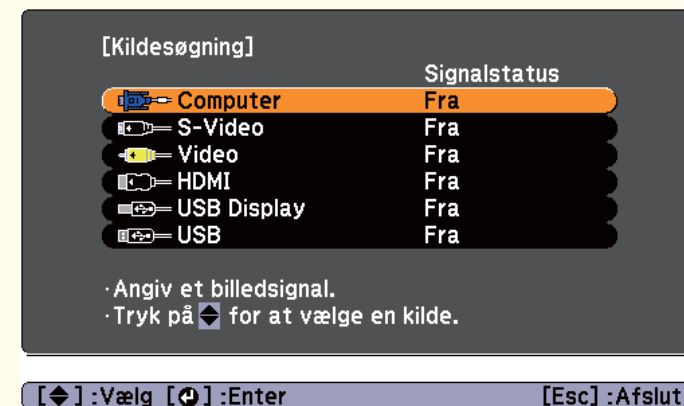 [Kildesøgning]
Signalstatus
Computer Fra
S-Video Fra
Video Fra
HDMI Fra
USB Display Fra
USB Fra
·Angiv et billedsignal.
·Tryk på for at vælge en kilde.
[ ] :Vælg [ ] :Enter [Esc] :Afslut